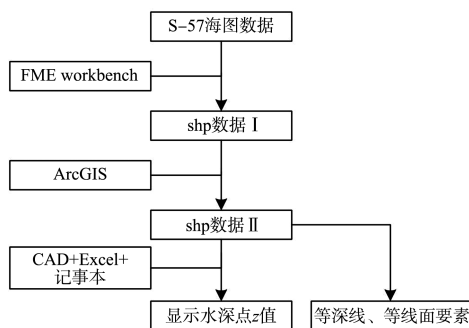 S-57海图数据
FME workbench
shp数据 Ⅰ
ArcGIS
shp数据 Ⅱ
CAD+Excel+
记事本
显示水深点z值
等深线、等线面要素